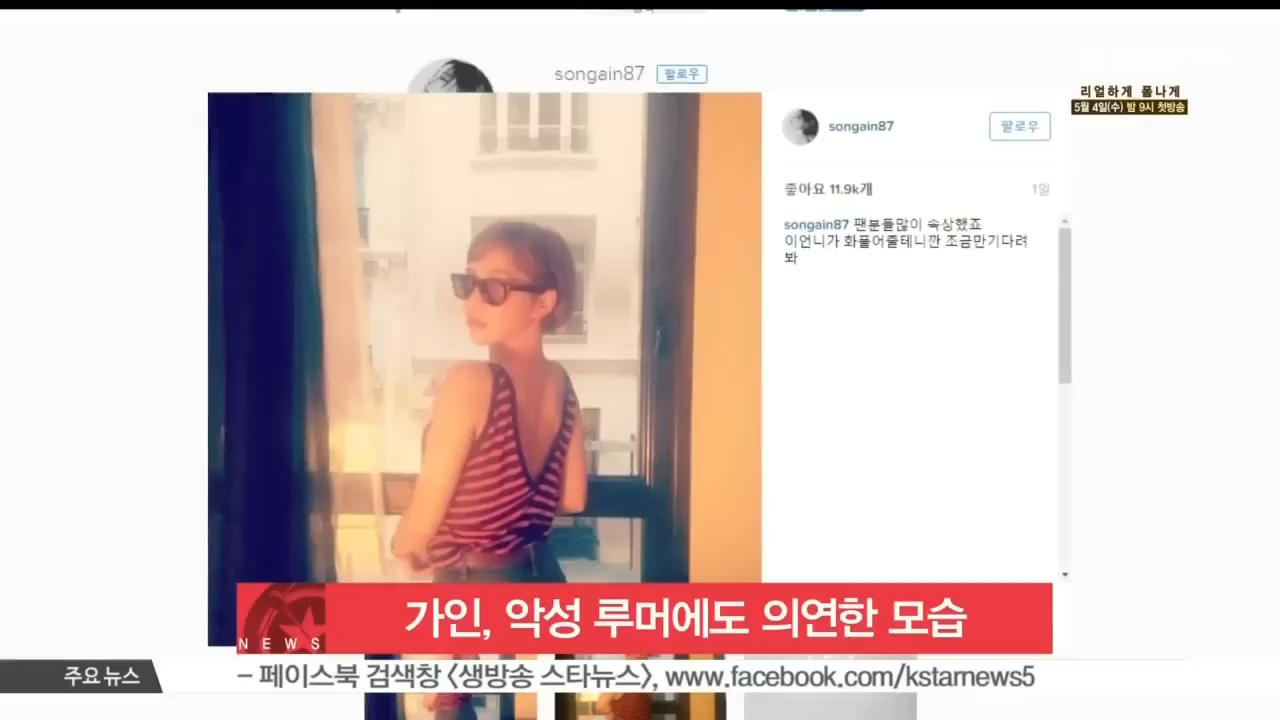 songain87 팔로우
리얼하게 폼나게
5월 4일(수) 밤 9시 첫방송
songain87 팔로우
좋아요 11.9k개 1일
songain87 팬분들많이 속상했죠
이언니가 화풀어줄테니깐 조금만기다려
봐
가인, 악성 루머에도 의연한 모습
NEWS
주요뉴스 - 페이스북 검색창 〈생방송 스타뉴스〉, www.facebook.com/kstarnews5